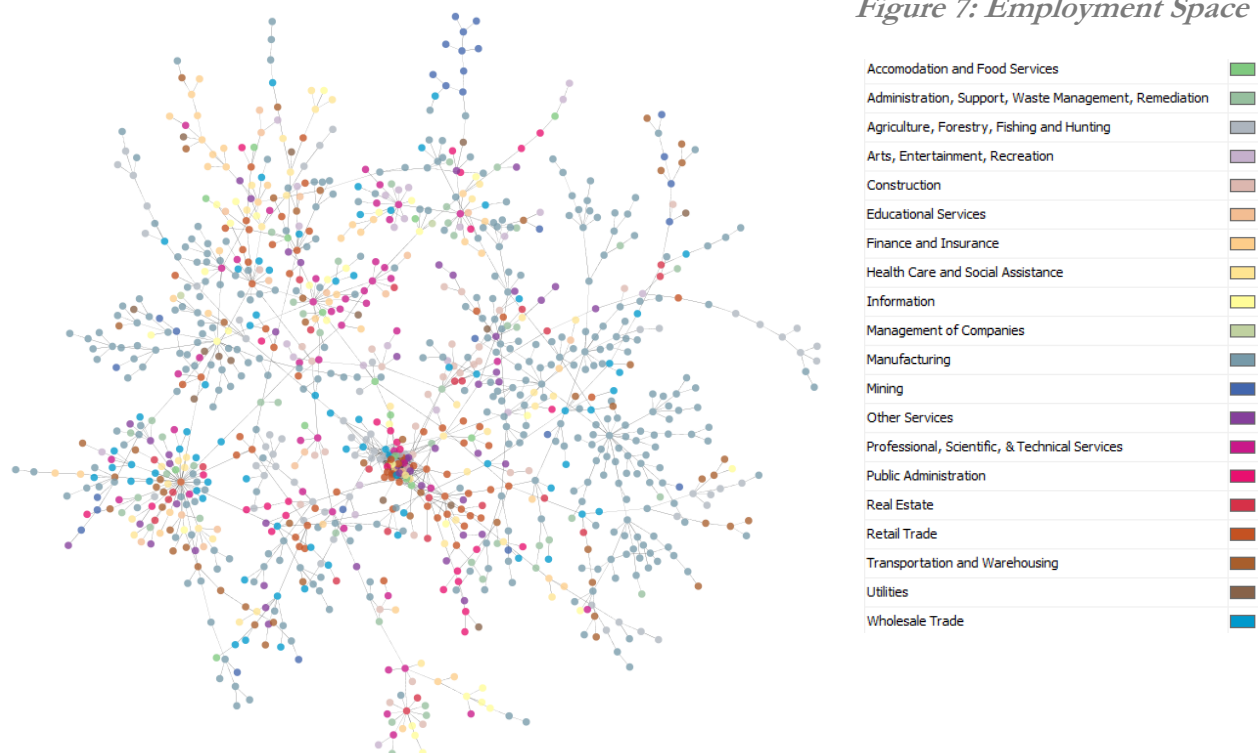 Figure 7: Employment Space
Accomodation and Food Services
Administration, Support, Waste Management, Remediation
Agriculture, Forestry, Fishing and Hunting
Arts, Entertainment, Recreation
Construction
Educational Services
Finance and Insurance
Health Care and Social Assistance
Information
Management of Companies
Manufacturing
Mining
Other Services
Professional, Scientific, & Technical Services
Public Administration
Real Estate
Retail Trade
Transportation and Warehousing
Utilities
Wholesale Trade